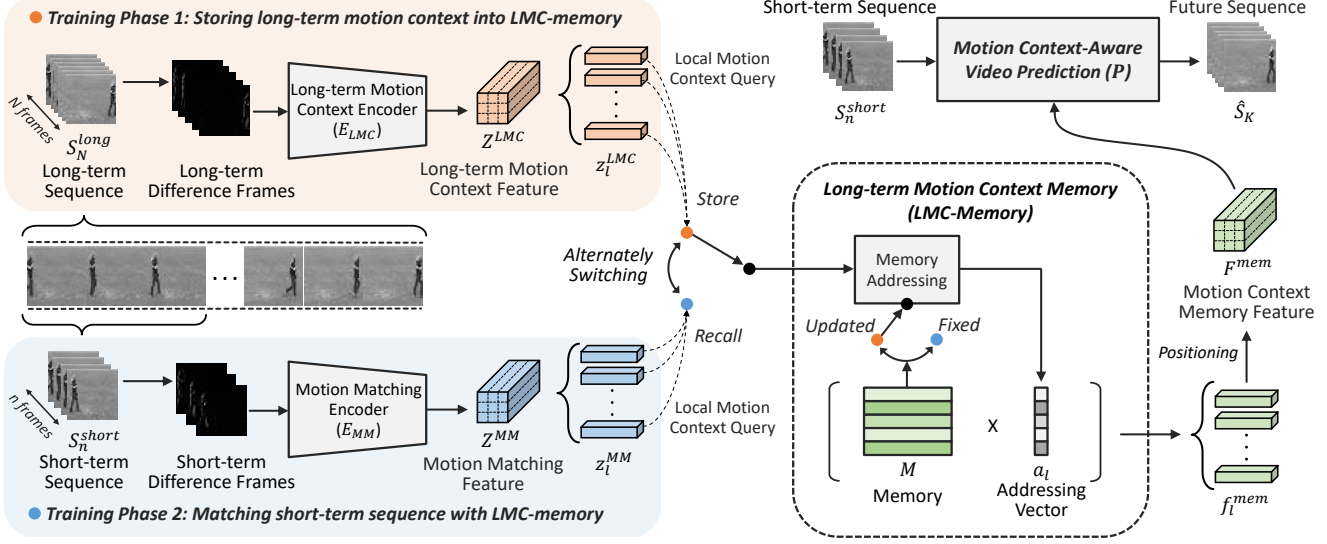 Training Phase 1: Storing long-term motion context into LMC-memory
N frames
S_N^{long}
Long-term
Sequence
Long-term
Difference Frames
Long-term Motion
Context Encoder
(E_{LMC})
Z^{LMC}
Long-term Motion
Context Feature
z_l^{LMC}
Local Motion
Context Query
Store
Alternately
Switching
Recall
n frames
S_n^{short}
Short-term
Sequence
Short-term
Difference Frames
Motion Matching
Encoder
(E_{MM})
Z^{MM}
Motion Matching
Feature
z_l^{MM}
Local Motion
Context Query
Training Phase 2: Matching short-term sequence with LMC-memory
Short-term Sequence
S_n^{short}
Motion Context-Aware
Video Prediction (P)
Future Sequence
Ŝ_K
Long-term Motion Context Memory
(LMC-Memory)
Memory
Addressing
Updated
Fixed
M
Memory
X
a_l
Addressing
Vector
F^{mem}
Motion Context
Memory Feature
Positioning
f_l^{mem}